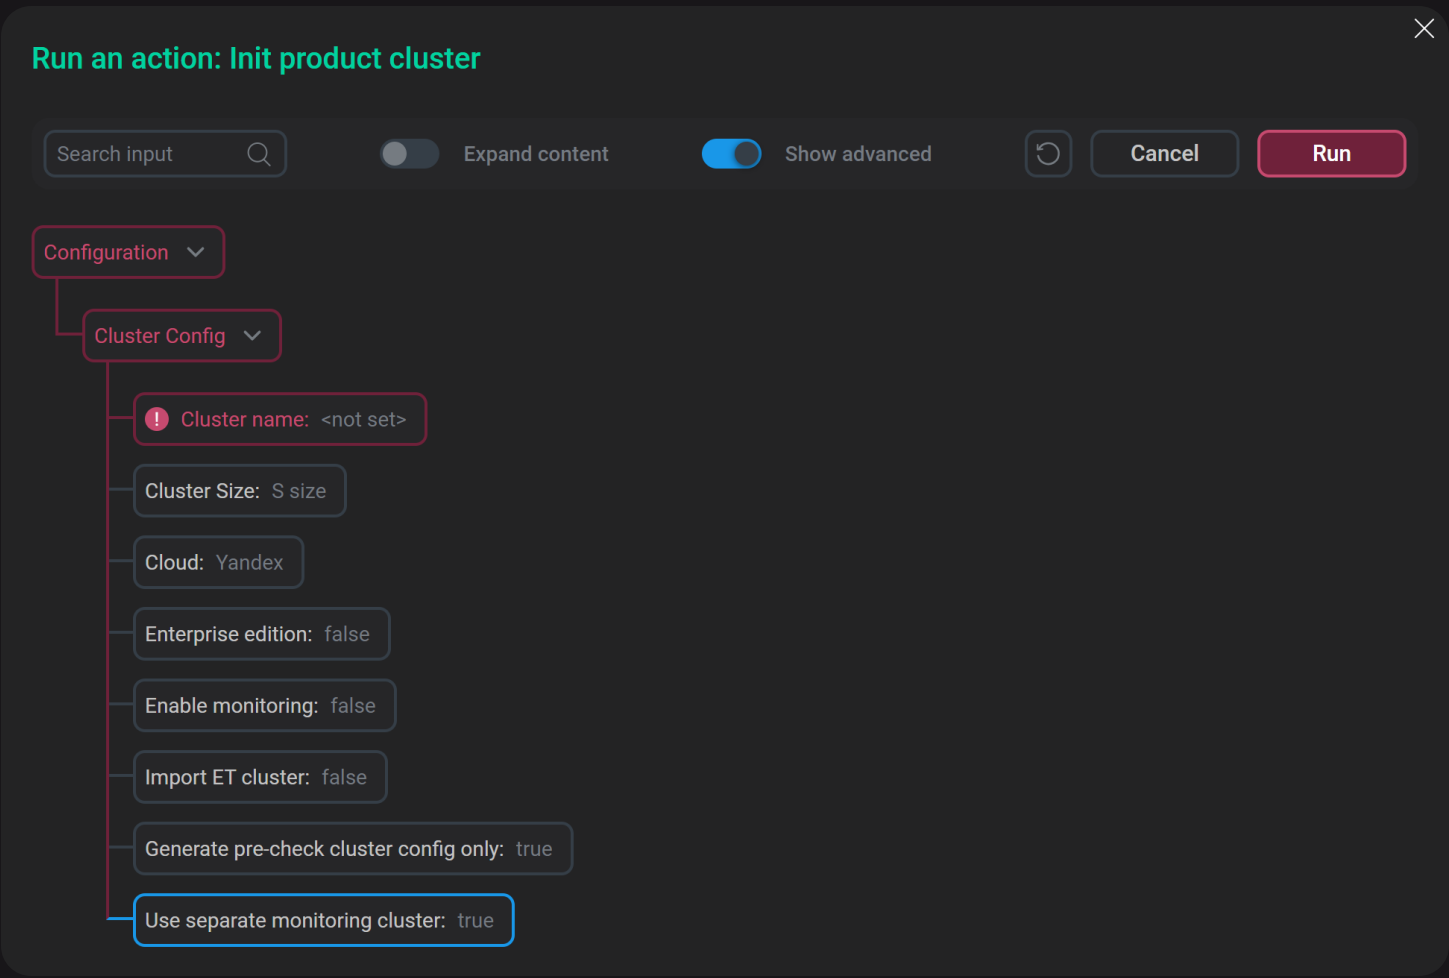 Run an action: Init product cluster
Search input
Expand content
Show advanced
Cancel
Run
Configuration
Cluster Config
! Cluster name: <not set>
Cluster Size: S size
Cloud: Yandex
Enterprise edition: false
Enable monitoring: false
Import ET cluster: false
Generate pre-check cluster config only: true
Use separate monitoring cluster: true